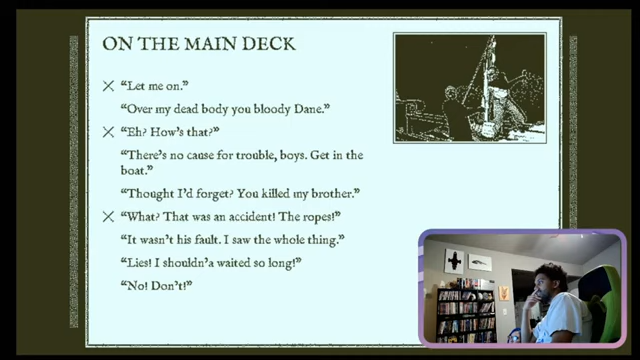 ON THE MAIN DECK
"Let me on."
"Over my dead body you bloody Dane."
"Eh? How's that?"
"There's no cause for trouble, boys. Get in the
boat."
"Thought I'd forget? You killed my brother."
"What? That was an accident! The ropes!"
"It wasn't his fault. I saw the whole thing."
"Lies! I shouldn'a waited so long!"
"No! Don't!"